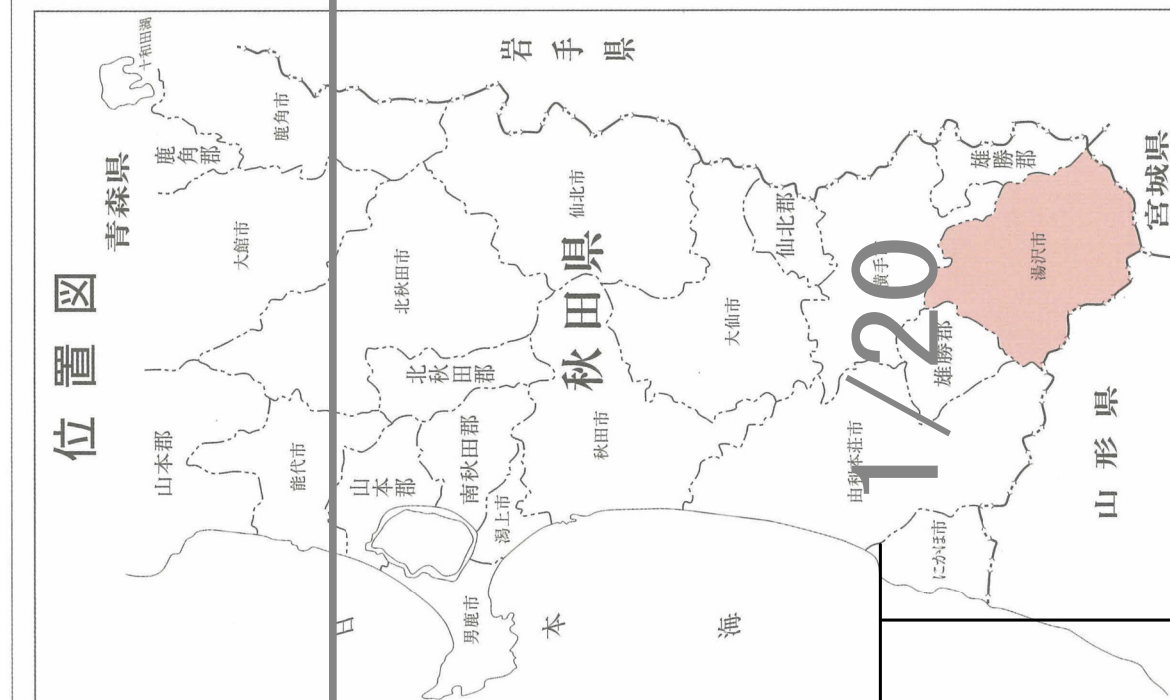 位置図
青森県
岩手県
宮城県
山形県
秋田県
十和田湖
鹿角市
鹿角郡
大館市
北秋田市
仙北市
仙北郡
大仙市
雄勝郡
湯沢市
雄勝郡
北秋田郡
山本郡
能代市
山本郡
南秋田郡
潟上市
秋田市
男鹿市
由利本荘市
にかほ市
本海
1/20